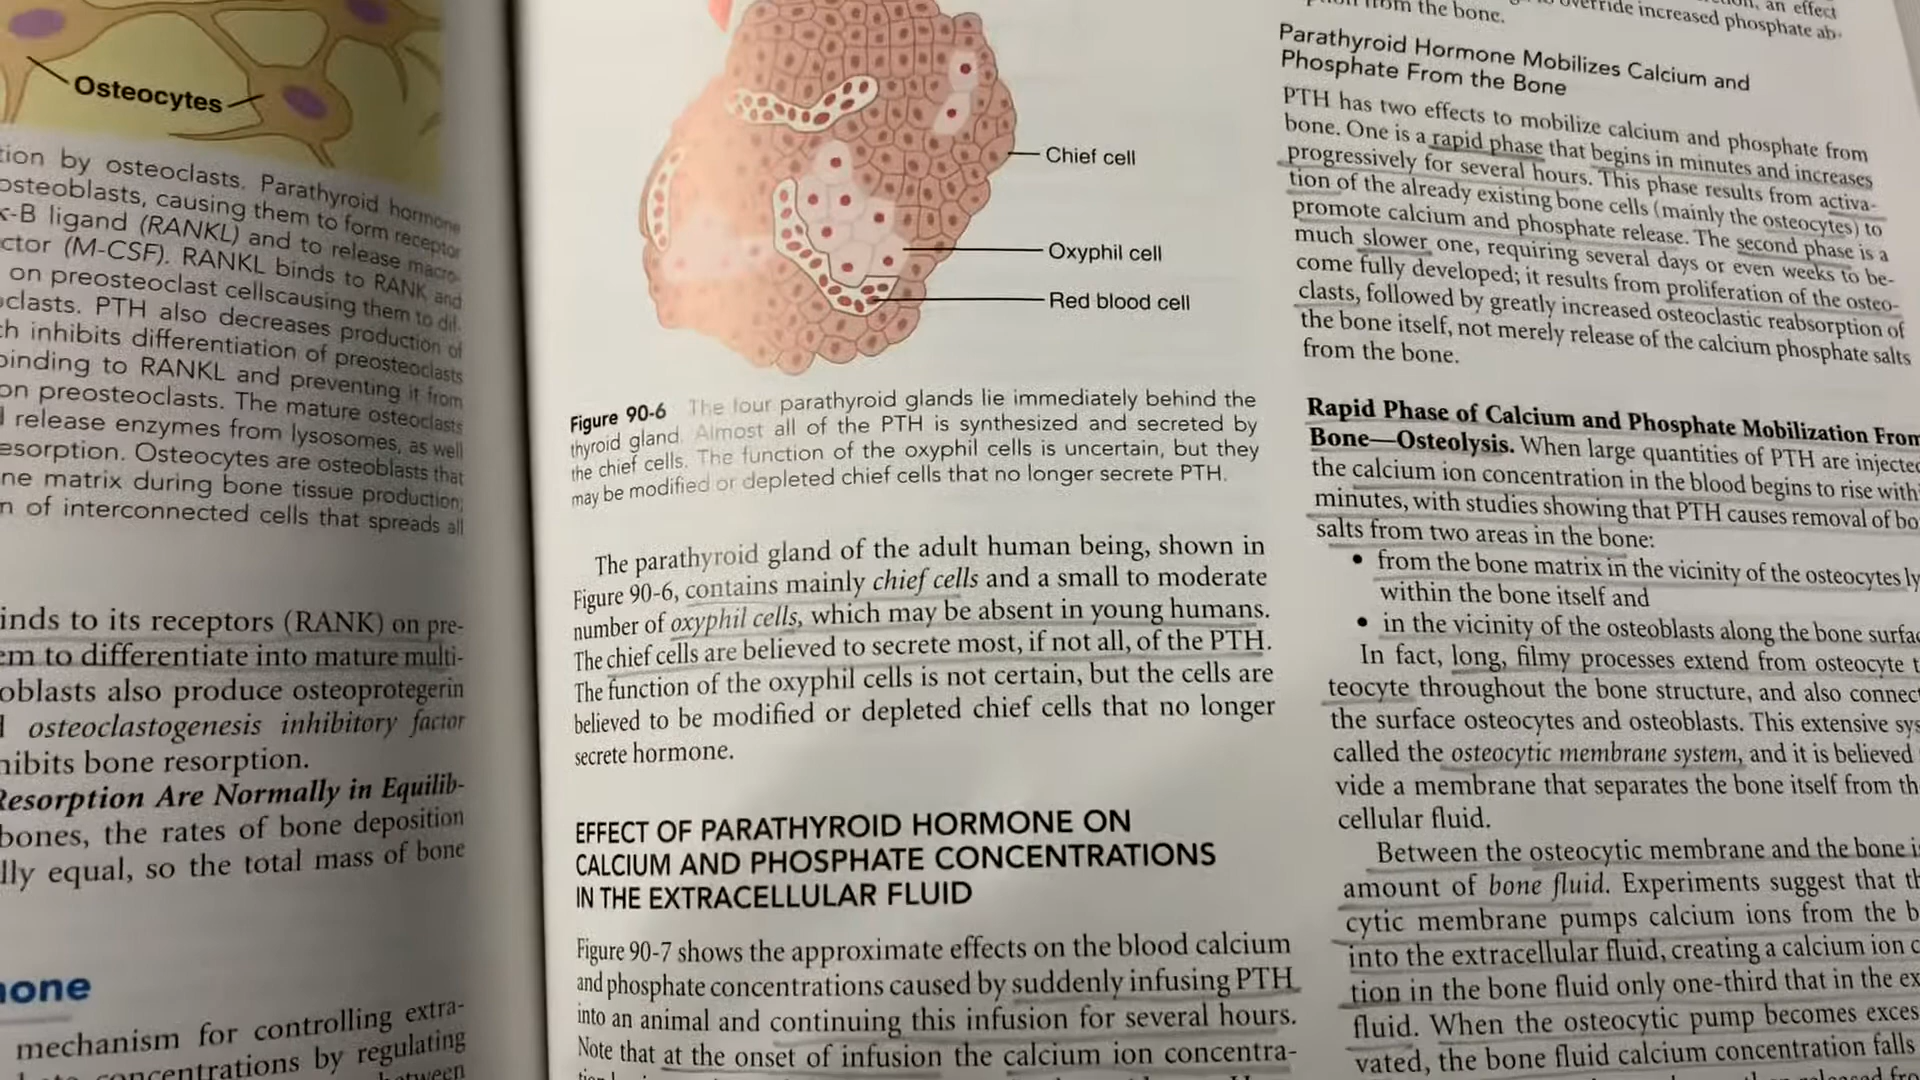 Osteocytes
tion by osteoclasts. Parathyroid hormone
osteoblasts, causing them to form receptor
-B ligand (RANKL) and to release macro-
ctor (M-CSF). RANKL binds to RANK and
on preosteoclast cellscausing them to dif-
clasts. PTH also decreases production of
h inhibits differentiation of preosteoclasts
binding to RANKL and preventing it from
on preosteoclasts. The mature osteoclasts
release enzymes from lysosomes, as well
esorption. Osteocytes are osteoblasts that
ne matrix during bone tissue production;
n of interconnected cells that spreads all
inds to its receptors (RANK) on pre-
em to differentiate into mature multi-
oblasts also produce osteoprotegerin
osteoclastogenesis inhibitory factor
hibits bone resorption.
Resorption Are Normally in Equilib-
bones, the rates of bone deposition
lly equal, so the total mass of bone
mone
mechanism for controlling extra-
concentrations by regulating
between
Chief cell
Oxyphil cell
Red blood cell
Figure 90-6 The four parathyroid glands lie immediately behind the
thyroid gland. Almost all of the PTH is synthesized and secreted by
the chief cells. The function of the oxyphil cells is uncertain, but they
may be modified or depleted chief cells that no longer secrete PTH.
The parathyroid gland of the adult human being, shown in
Figure 90-6, contains mainly chief cells and a small to moderate
number of oxyphil cells, which may be absent in young humans.
The chief cells are believed to secrete most, if not all, of the PTH.
The function of the oxyphil cells is not certain, but the cells are
believed to be modified or depleted chief cells that no longer
secrete hormone.
EFFECT OF PARATHYROID HORMONE ON
CALCIUM AND PHOSPHATE CONCENTRATIONS
IN THE EXTRACELLULAR FLUID
Figure 90-7 shows the approximate effects on the blood calcium
and phosphate concentrations caused by suddenly infusing PTH
into an animal and continuing this infusion for several hours.
Note that at the onset of infusion the calcium ion concentra-
an effect
override increased phosphate ab-
from the bone.
Parathyroid Hormone Mobilizes Calcium and
Phosphate From the Bone
PTH has two effects to mobilize calcium and phosphate from
bone. One is a rapid phase that begins in minutes and increases
progressively for several hours. This phase results from activa-
tion of the already existing bone cells (mainly the osteocytes) to
promote calcium and phosphate release. The second phase is a
much slower one, requiring several days or even weeks to be-
come fully developed; it results from proliferation of the osteo-
clasts, followed by greatly increased osteoclastic reabsorption of
the bone itself, not merely release of the calcium phosphate salts
from the bone.
Rapid Phase of Calcium and Phosphate Mobilization From
Bone—Osteolysis. When large quantities of PTH are injected
the calcium ion concentration in the blood begins to rise with
minutes, with studies showing that PTH causes removal of bo
salts from two areas in the bone:
• from the bone matrix in the vicinity of the osteocytes ly
within the bone itself and
• in the vicinity of the osteoblasts along the bone surfac
In fact, long, filmy processes extend from osteocyte t
teocyte throughout the bone structure, and also connect
the surface osteocytes and osteoblasts. This extensive sys
called the osteocytic membrane system, and it is believed
vide a membrane that separates the bone itself from th
cellular fluid.
Between the osteocytic membrane and the bone is
amount of bone fluid. Experiments suggest that th
cytic membrane pumps calcium ions from the b
into the extracellular fluid, creating a calcium ion c
tion in the bone fluid only one-third that in the ex
fluid. When the osteocytic pump becomes exces
vated, the bone fluid calcium concentration falls